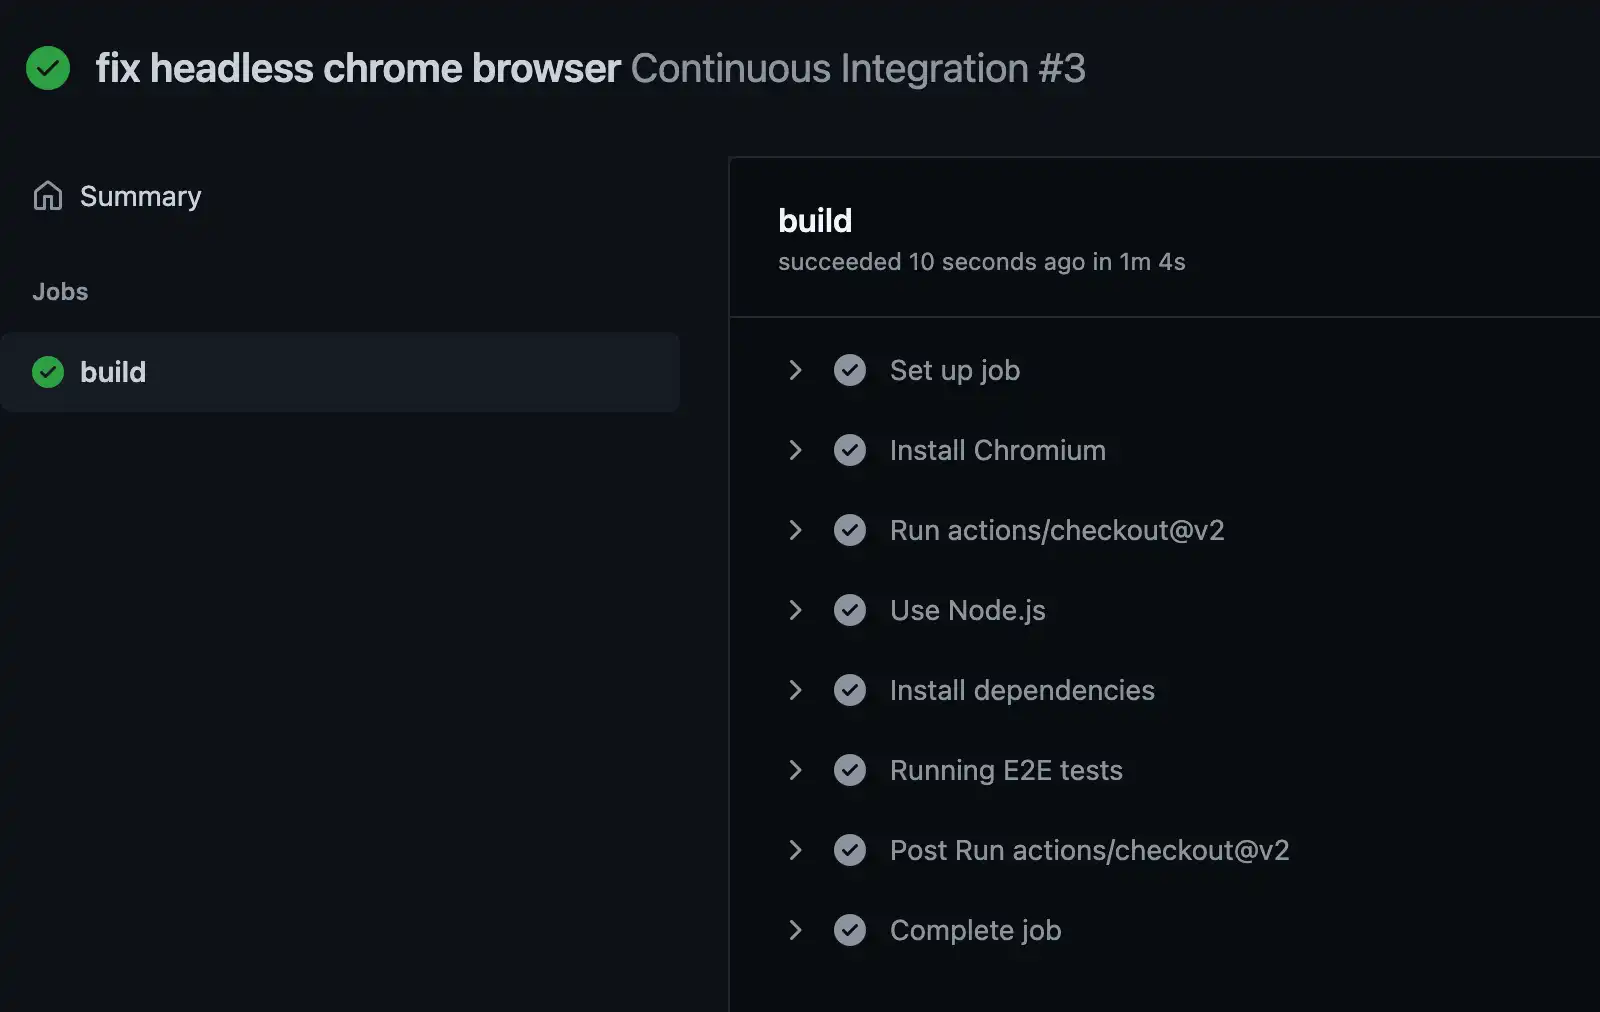 fix headless chrome browser Continuous Integration #3
Summary
Jobs
build
build
succeeded 10 seconds ago in 1m 4s
Set up job
Install Chromium
Run actions/checkout@v2
Use Node.js
Install dependencies
Running E2E tests
Post Run actions/checkout@v2
Complete job